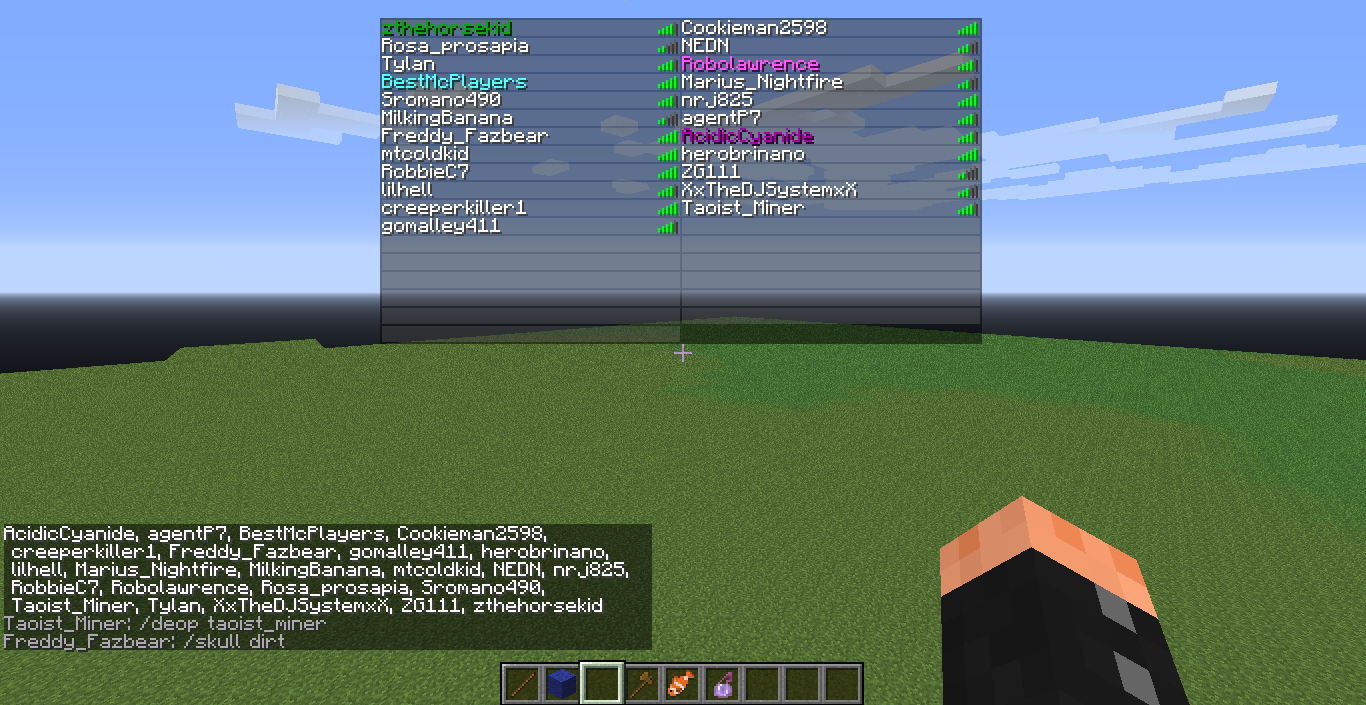 zthehorsekid Cookieman2598
Rosa_prosapia NEDN
Tylan Robolawrence
BestMcPlayers Marius_Nightfire
Sromano490 nrj825
MilkingBanana agentP7
Freddy_Fazbear AcidicCyanide
mtcoldkid herobrinano
RobbieC7 ZG111
lilhell XxTheDJSystemxX
creeperkiller1 Taoist_Miner
gomalley411
AcidicCyanide, agentP7, BestMcPlayers, Cookieman2598,
creeperkiller1, Freddy_Fazbear, gomalley411, herobrinano,
lilhell, Marius_Nightfire, MilkingBanana, mtcoldkid, NEDN, nrj825,
RobbieC7, Robolawrence, Rosa_prosapia, Sromano490,
Taoist_Miner, Tylan, XxTheDJSystemxX, ZG111, zthehorsekid
Taoist_Miner: /deop taoist_miner
Freddy_Fazbear: /skull dirt